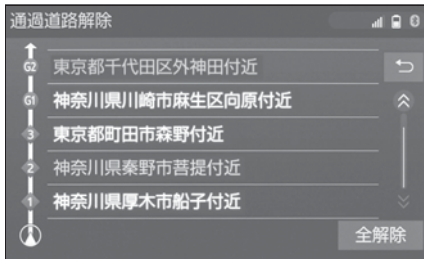 通過道路解除
G2 東京都千代田区外神田付近
G1 神奈川県川崎市麻生区向原付近
3 東京都町田市森野付近
2 神奈川県秦野市菩提付近
1 神奈川県厚木市船子付近
全解除